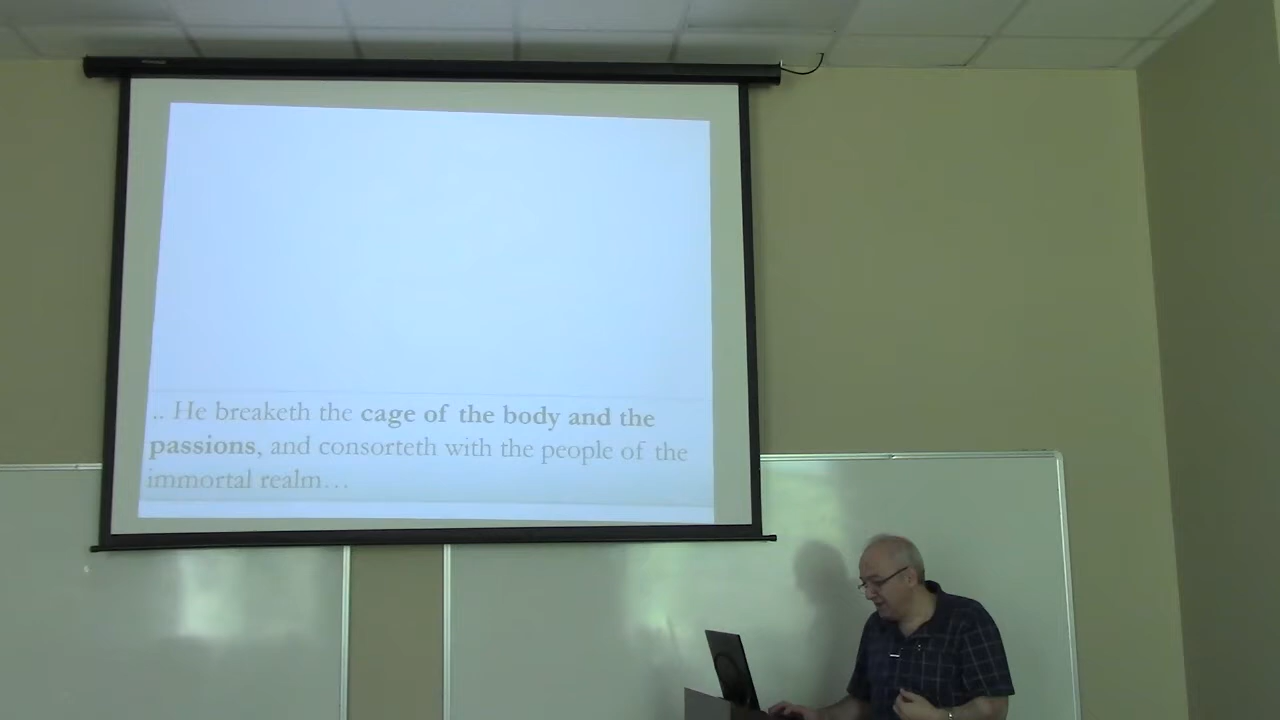 .. He breaketh the cage of the body and the
passions, and consorteth with the people of the
immortal realm…